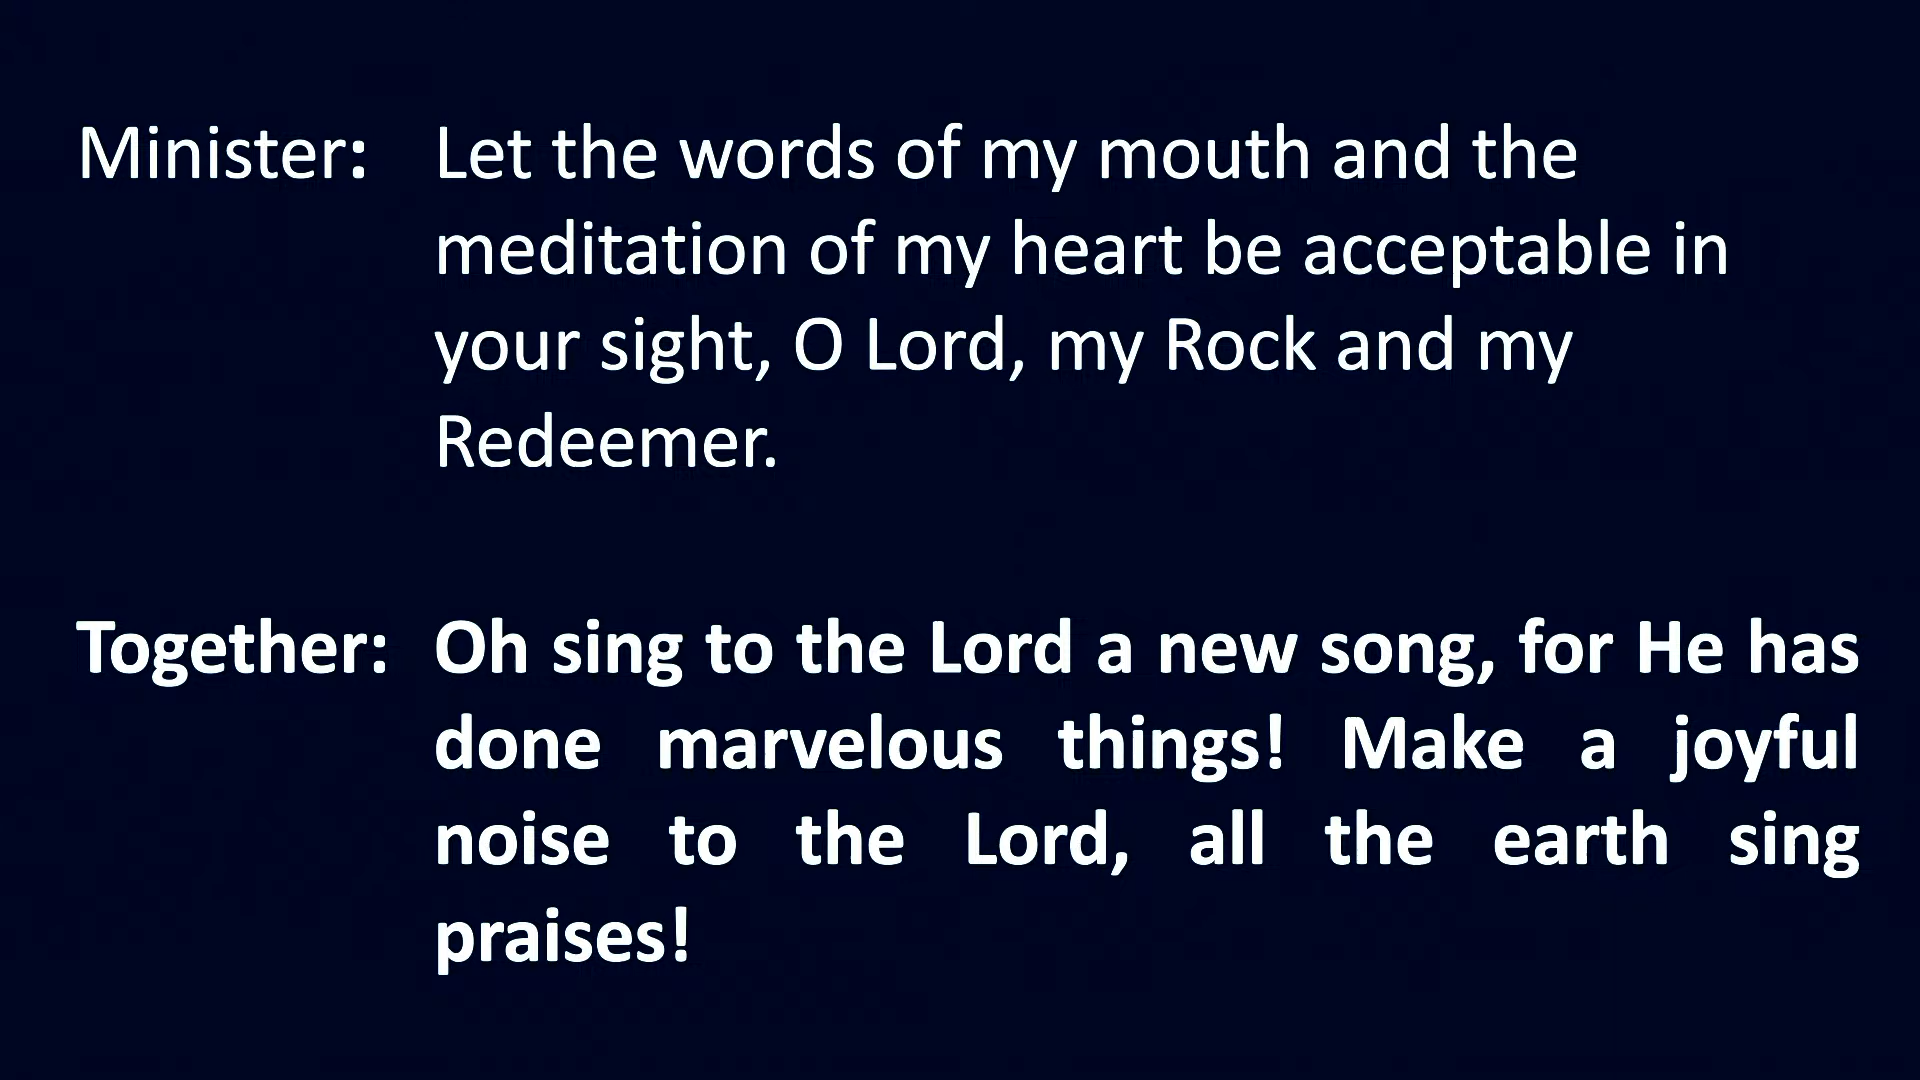 Minister: Let the words of my mouth and the
meditation of my heart be acceptable in
your sight, O Lord, my Rock and my
Redeemer.
Together: Oh sing to the Lord a new song, for He has
done marvelous things! Make a joyful
noise to the Lord, all the earth sing
praises!